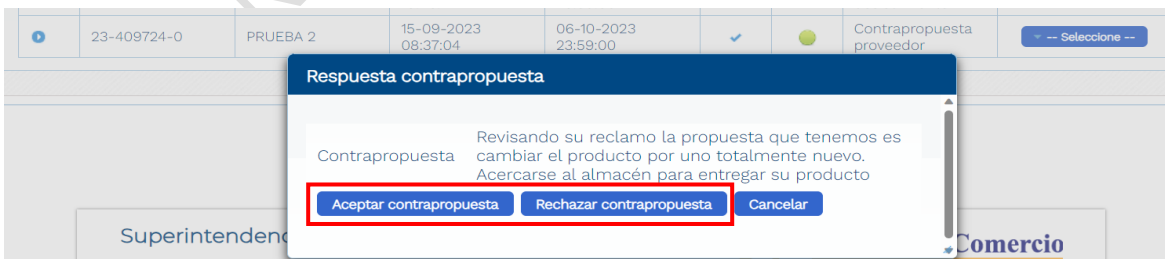 23-409724-0 PRUEBA 2 15-09-2023 08:37:04 06-10-2023 23:59:00 Contrapropuesta proveedor -- Seleccione --
Respuesta contrapropuesta
Contrapropuesta
Revisando su reclamo la propuesta que tenemos es
cambiar el producto por uno totalmente nuevo.
Acercarse al almacén para entregar su producto
Aceptar contrapropuesta Rechazar contrapropuesta Cancelar
Comercio